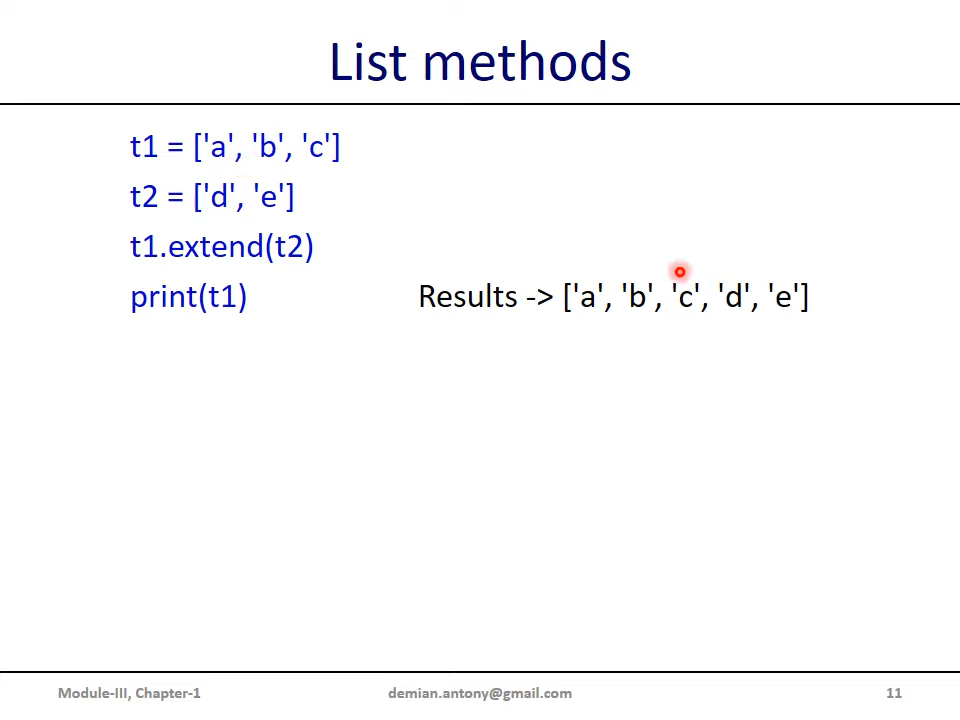 List methods
t1 = ['a', 'b', 'c']
t2 = ['d', 'e']
t1.extend(t2)
print(t1) Results -> ['a', 'b', 'c', 'd', 'e']
Module-III, Chapter-1 demian.antony@gmail.com 11